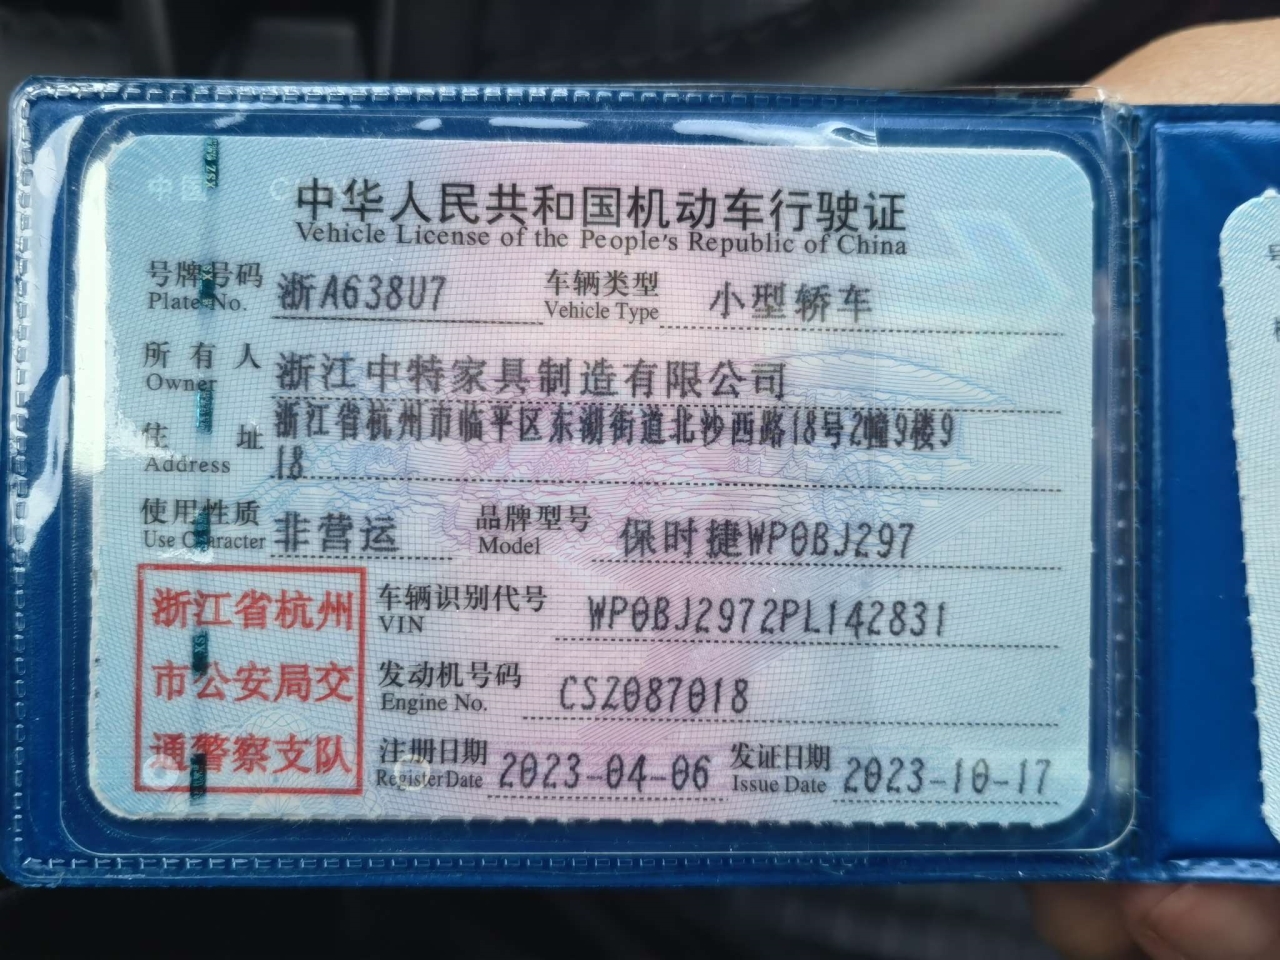 中华人民共和国机动车行驶证
Vehicle License of the People's Republic of China
号牌号码 浙A638U7 车辆类型 小型轿车
Plate No. Vehicle Type
所有人 浙江中特家具制造有限公司
Owner
住址 浙江省杭州市临平区东湖街道北沙西路18号2幢9楼9
Address 18
使用性质 非营运 品牌型号 保时捷WP0BJ297
Use Character Model
浙江省杭州
市公安局交
通警察支队
车辆识别代号 WP0BJ2972PL142831
VIN
发动机号码 CSZ087018
Engine No.
注册日期 2023-04-06 发证日期 2023-10-17
Register Date Issue Date